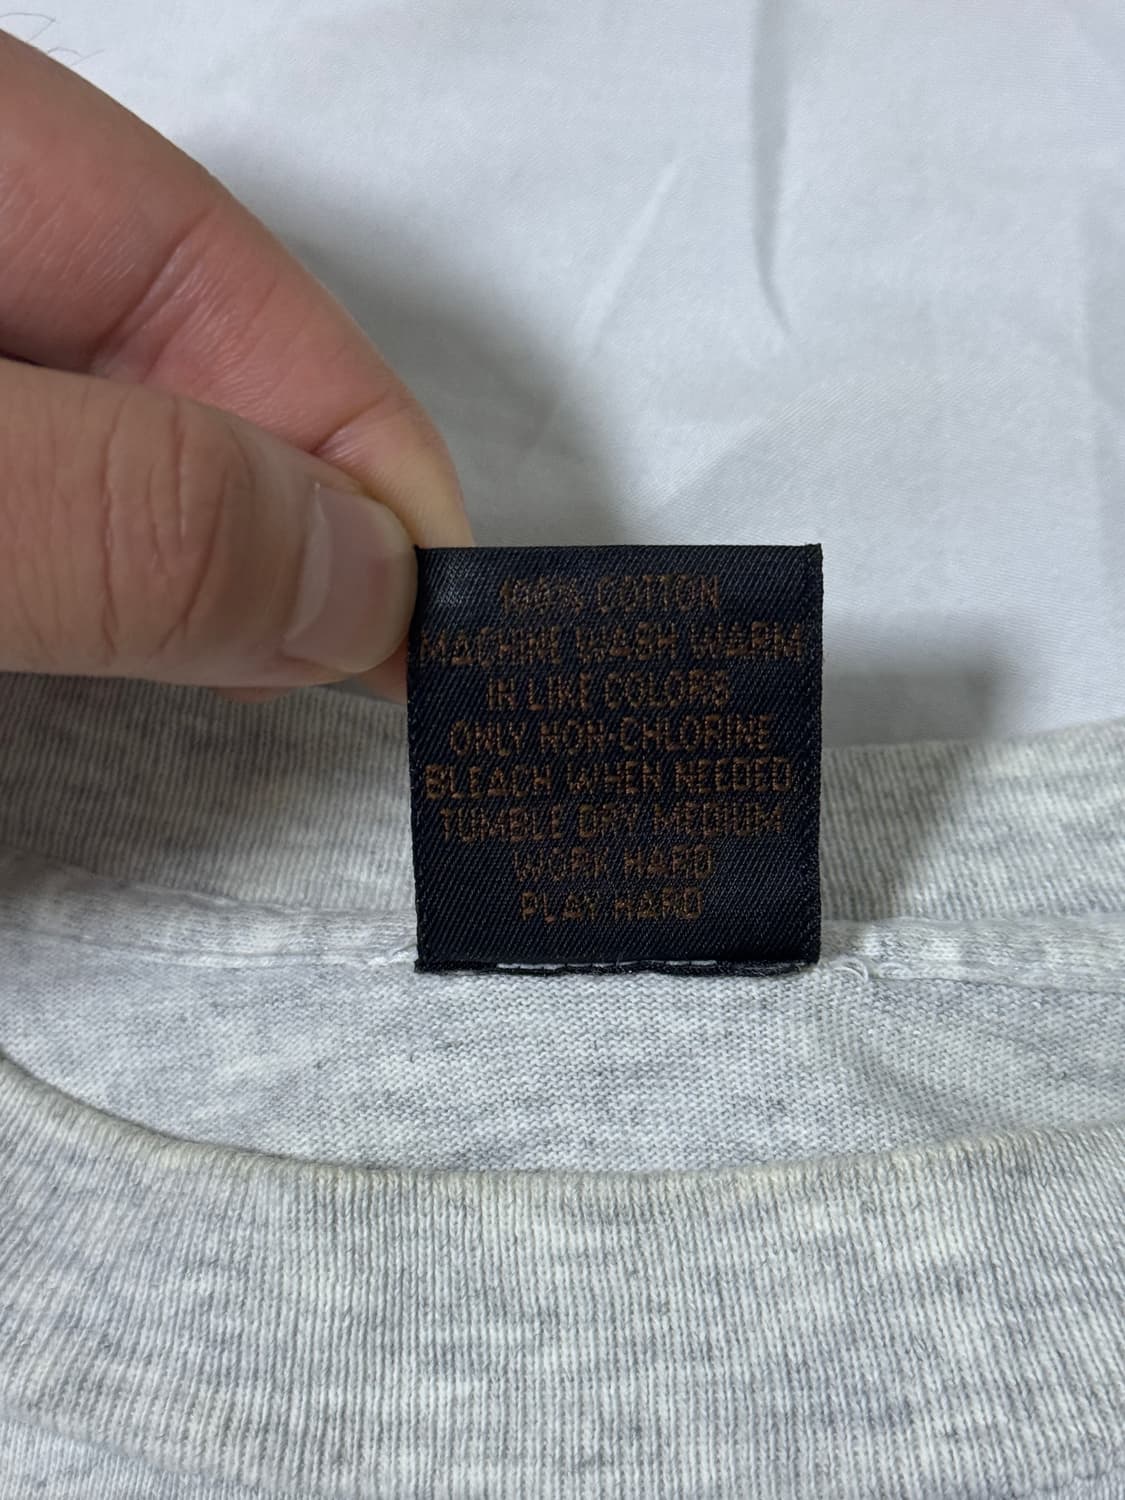 100% COTTON
MACHINE WASH WARM
IN LIKE COLORS
ONLY NON-CHLORINE
BLEACH WHEN NEEDED
TUMBLE DRY MEDIUM
WORK HARD
PLAY HARD